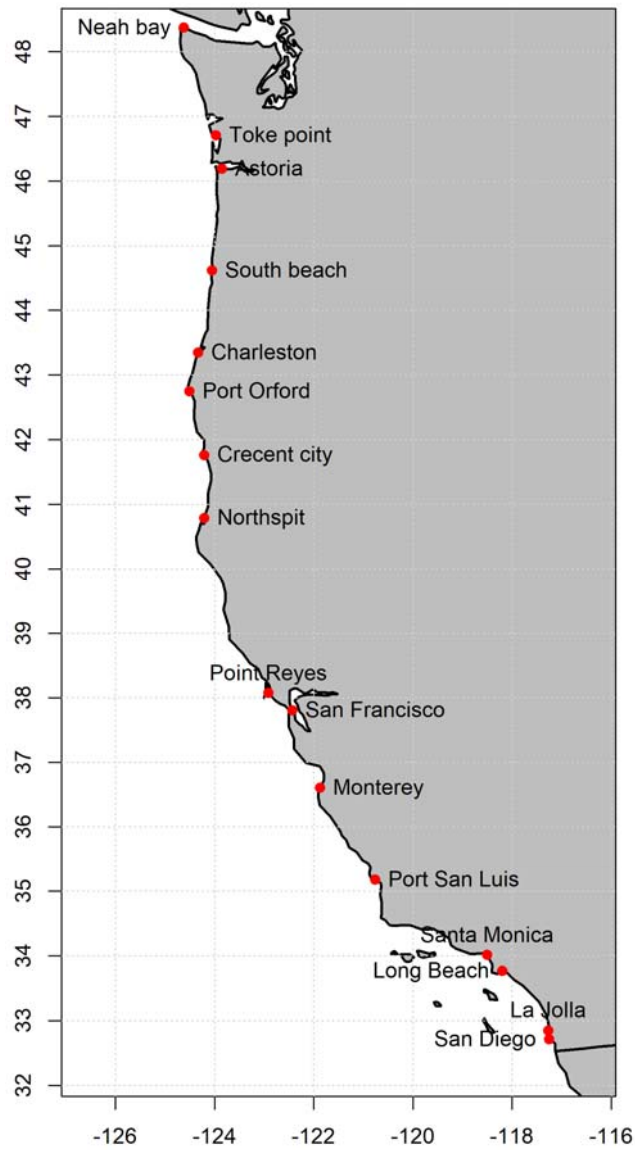 Neah bay
Toke point
Astoria
South beach
Charleston
Port Orford
Crecent city
Northspit
Point Reyes
San Francisco
Monterey
Port San Luis
Santa Monica
Long Beach
La Jolla
San Diego
48
47
46
45
44
43
42
41
40
39
38
37
36
35
34
33
32
-126 -124 -122 -120 -118 -116